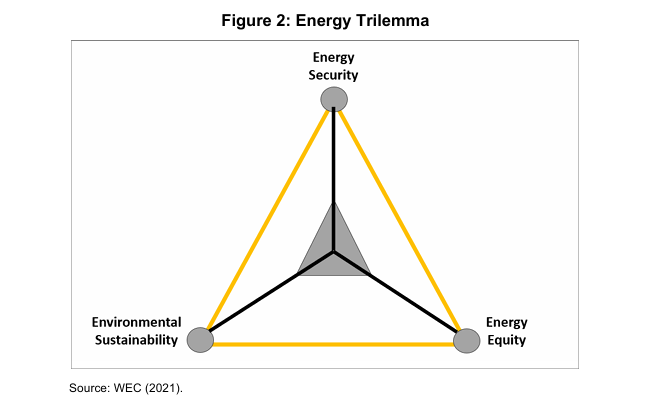 Figure 2: Energy Trilemma
Energy
Security
Environmental
Sustainability
Energy
Equity
Source: WEC (2021).